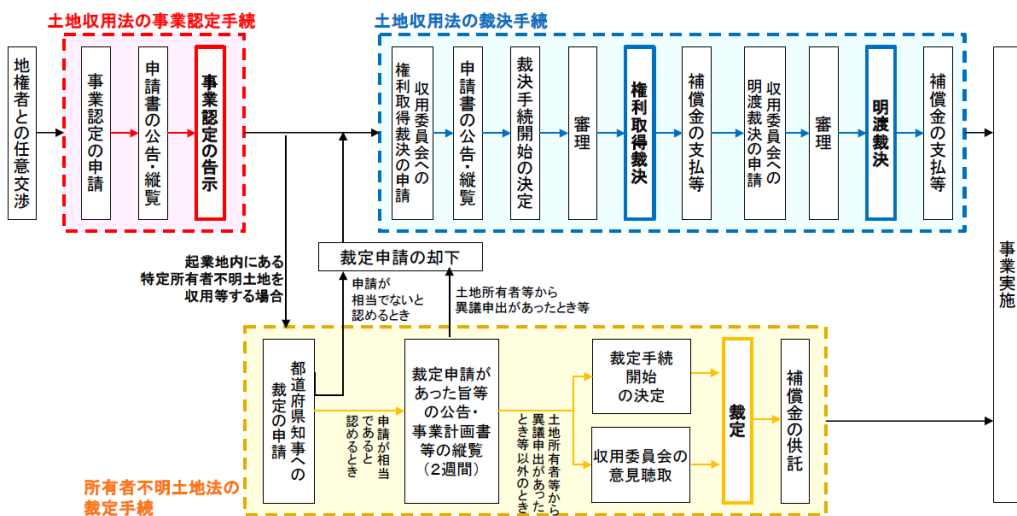 土地収用法の事業認定手続
土地収用法の裁決手続
地権者との任意交渉
事業認定の申請
申請書の公告・縦覧
事業認定の告示
収用委員会への
権利取得裁決の申請
申請書の公告・縦覧
裁決手続開始の決定
審理
権利取得裁決
補償金の支払等
収用委員会への
明渡裁決の申請
審理
明渡裁決
補償金の支払等
事業実施
起業地内にある
特定所有者不明土地を
収用等する場合
裁定申請の却下
申請が
相当でないと
認めるとき
土地所有者等から
異議申出があったとき等
都道府県知事への
裁定の申請
申請が相当
であると
認めるとき
裁定申請が
あった旨等
の公告・
事業計画書
等の縦覧
(2週間)
土地所有者等から
異議申出があった
とき等以外のとき
裁定手続
開始
の決定
収用委員会の
意見聴取
裁定
補償金の供託
所有者不明土地法の
裁定手続